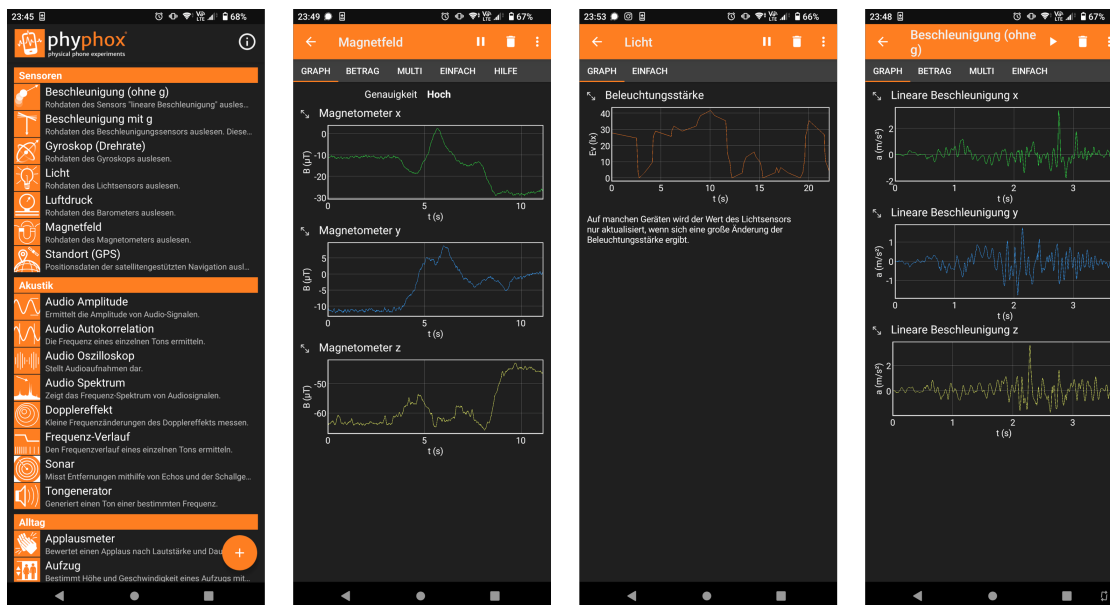 23:45
68%
phyphox
physical phone experiments
Sensoren
Beschleunigung (ohne g)
Rohdaten des Sensors "lineare Beschleunigung" ausles...
Beschleunigung mit g
Rohdaten des Beschleunigungssensors auslesen. Diese...
Gyroskop (Drehrate)
Rohdaten des Gyroskops auslesen.
Licht
Rohdaten des Lichtsensors auslesen.
Luftdruck
Rohdaten des Barometers auslesen.
Magnetfeld
Rohdaten des Magnetometers auslesen.
Standort (GPS)
Positionsdaten der satellitengestützten Navigation ausl...
Akustik
Audio Amplitude
Ermittelt die Amplitude von Audio-Signalen.
Audio Autokorrelation
Die Frequenz eines einzelnen Tons ermitteln.
Audio Oszilloskop
Stellt Audioaufnahmen dar.
Audio Spektrum
Zeigt das Frequenz-Spektrum von Audiosignalen.
Dopplereffekt
Kleine Frequenzänderungen des Dopplereffekts messen.
Frequenz-Verlauf
Den Frequenzverlauf eines einzelnen Tons ermitteln.
Sonar
Misst Entfernungen mithilfe von Echos und der Schallge...
Tongenerator
Generiert einen Ton einer bestimmten Frequenz.
Alltag
Applausmeter
Bewertet einen Applaus nach Lautstärke und Dau
Aufzug
Bestimmt Höhe und Geschwindigkeit eines Aufzugs mit...
23:49
67%
Magnetfeld
GRAPH BETRAG MULTI EINFACH HILFE
Genauigkeit Hoch
Magnetometer x
B (µT)
0
-10
-20
-30
0 5 10
t (s)
Magnetometer y
B (µT)
5
0
-5
-10
0 5 10
t (s)
Magnetometer z
B (µT)
-50
-60
0 5 10
t (s)
23:53
66%
Licht
GRAPH EINFACH
Beleuchtungsstärke
Ev (lx)
40
30
20
10
0
0 5 10 15 20
t (s)
Auf manchen Geräten wird der Wert des Lichtsensors
nur aktualisiert, wenn sich eine große Änderung der
Beleuchtungsstärke ergibt.
23:48
67%
Beschleunigung (ohne
g)
GRAPH BETRAG MULTI EINFACH
Lineare Beschleunigung x
a (m/s²)
2
0
-2
0 1 2 3
t (s)
Lineare Beschleunigung y
a (m/s²)
1
0
-1
0 1 2 3
t (s)
Lineare Beschleunigung z
a (m/s²)
2
0
0 1 2 3
t (s)